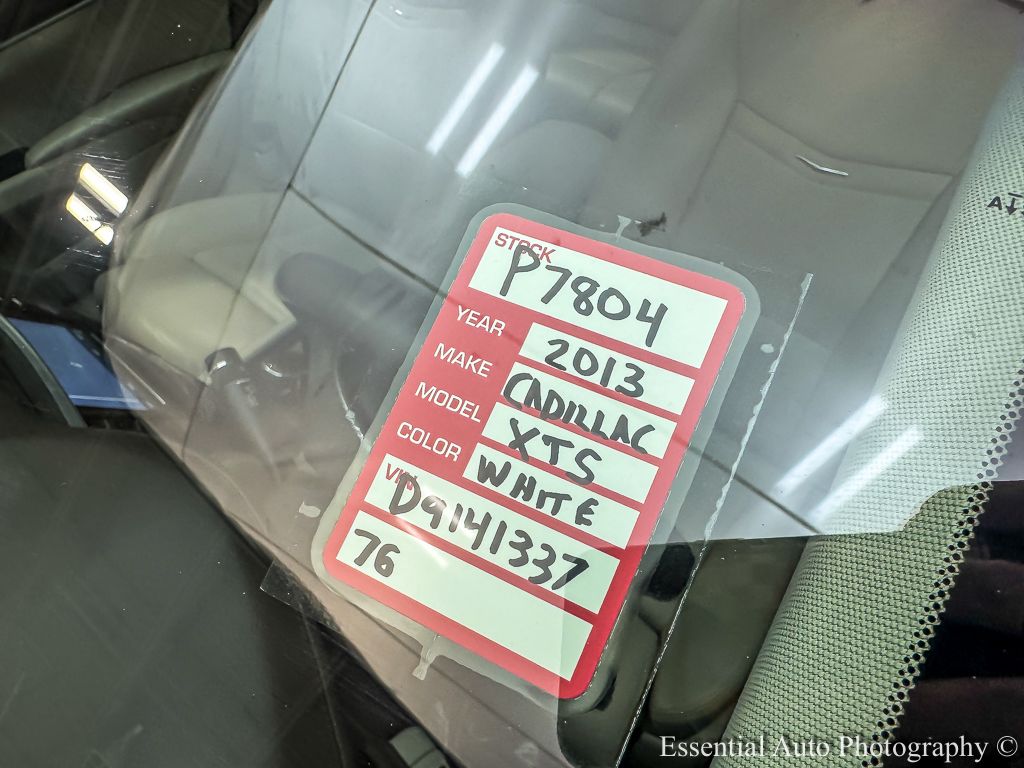 STOCK P7804
YEAR 2013
MAKE CADILLAC
MODEL XTS
COLOR WHITE
VIN D9141337
76
A
Essential Auto Photography ©